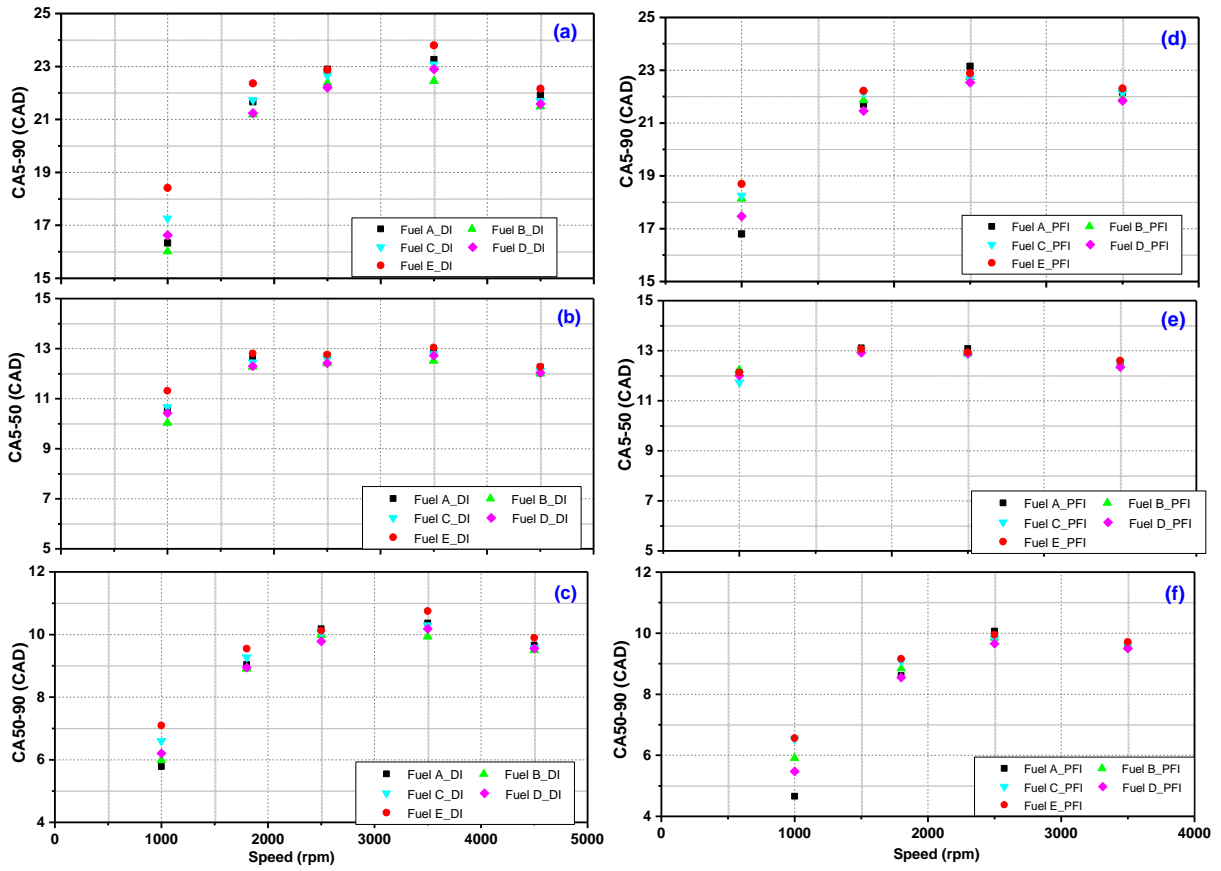 (a)
CA5-90 (CAD)
25
23
21
19
17
15
Fuel A_DI Fuel B_DI
Fuel C_DI Fuel D_DI
Fuel E_DI
(b)
CA5-50 (CAD)
15
13
11
9
7
5
Fuel A_DI Fuel B_DI
Fuel C_DI Fuel D_DI
Fuel E_DI
(c)
CA50-90 (CAD)
12
10
8
6
4
Fuel A_DI Fuel B_DI
Fuel C_DI Fuel D_DI
Fuel E_DI
0 1000 2000 3000 4000 5000
Speed (rpm)
(d)
CA5-90 (CAD)
25
23
21
19
17
15
Fuel A_PFI Fuel B_PFI
Fuel C_PFI Fuel D_PFI
Fuel E_PFI
(e)
CA5-50 (CAD)
15
13
11
9
7
5
Fuel A_PFI Fuel B_PFI
Fuel C_PFI Fuel D_PFI
Fuel E_PFI
(f)
CA50-90 (CAD)
12
10
8
6
4
Fuel A_PFI Fuel B_PFI
Fuel C_PFI Fuel D_PFI
Fuel E_PFI
0 1000 2000 3000 4000
Speed (rpm)